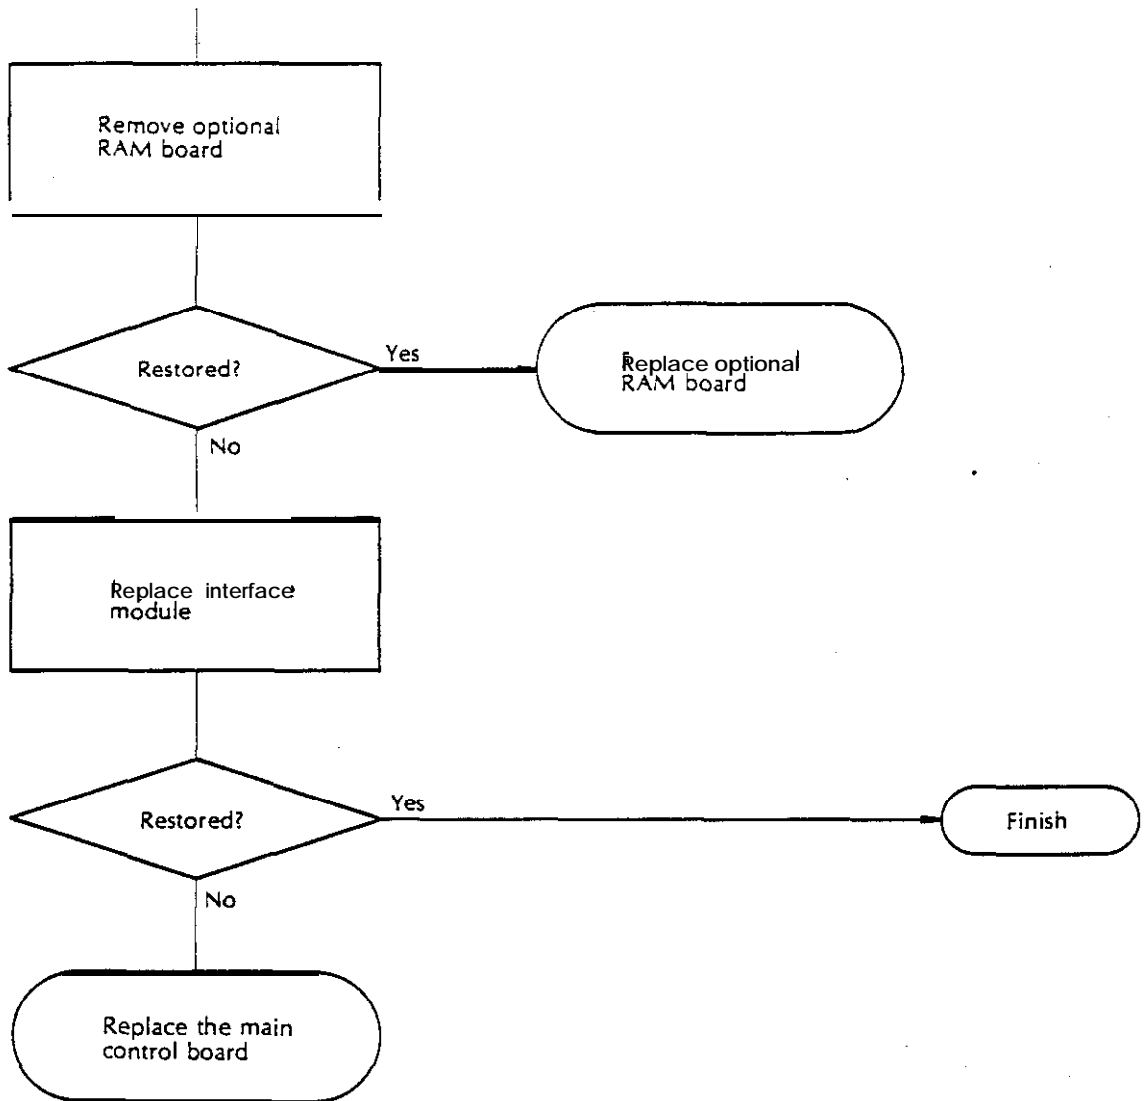 Remove optional
RAM board
Restored?
Yes
Replace optional
RAM board
No
Replace interface
module
Restored?
Yes
Finish
No
Replace the main
control board